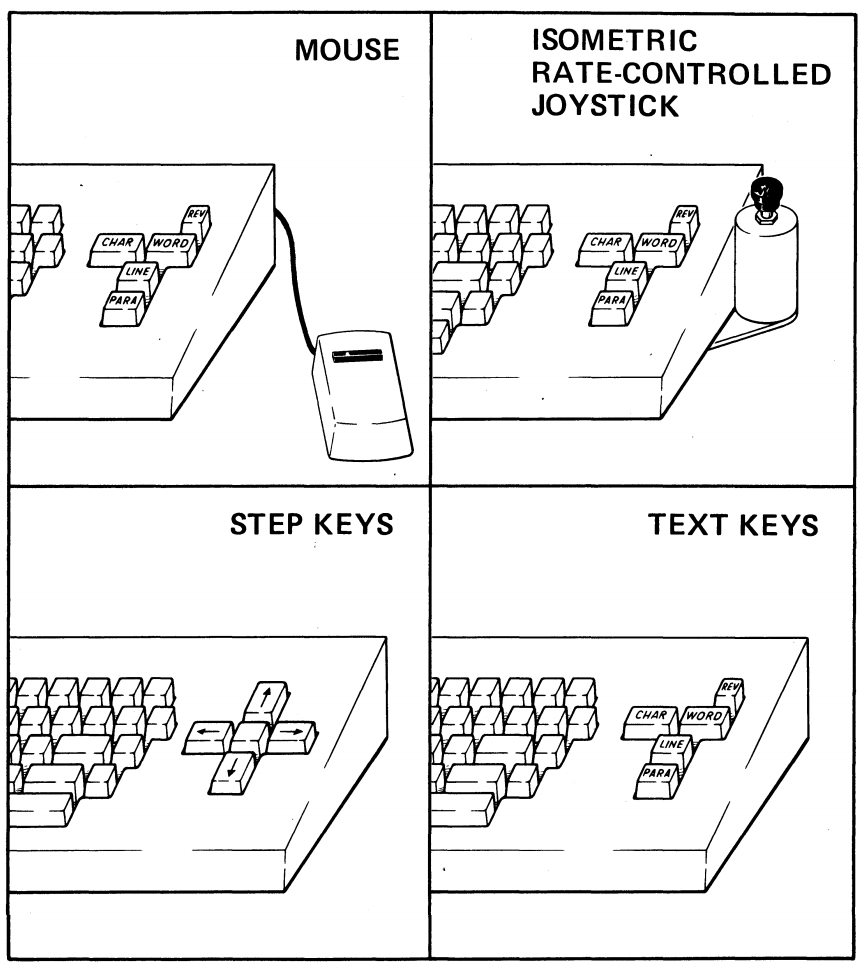 MOUSE
REV
CHAR WORD
LINE
PARA
ISOMETRIC
RATE-CONTROLLED
JOYSTICK
REV
CHAR WORD
LINE
PARA
STEP KEYS
↑
← →
↓
TEXT KEYS
REV
CHAR WORD
LINE
PARA